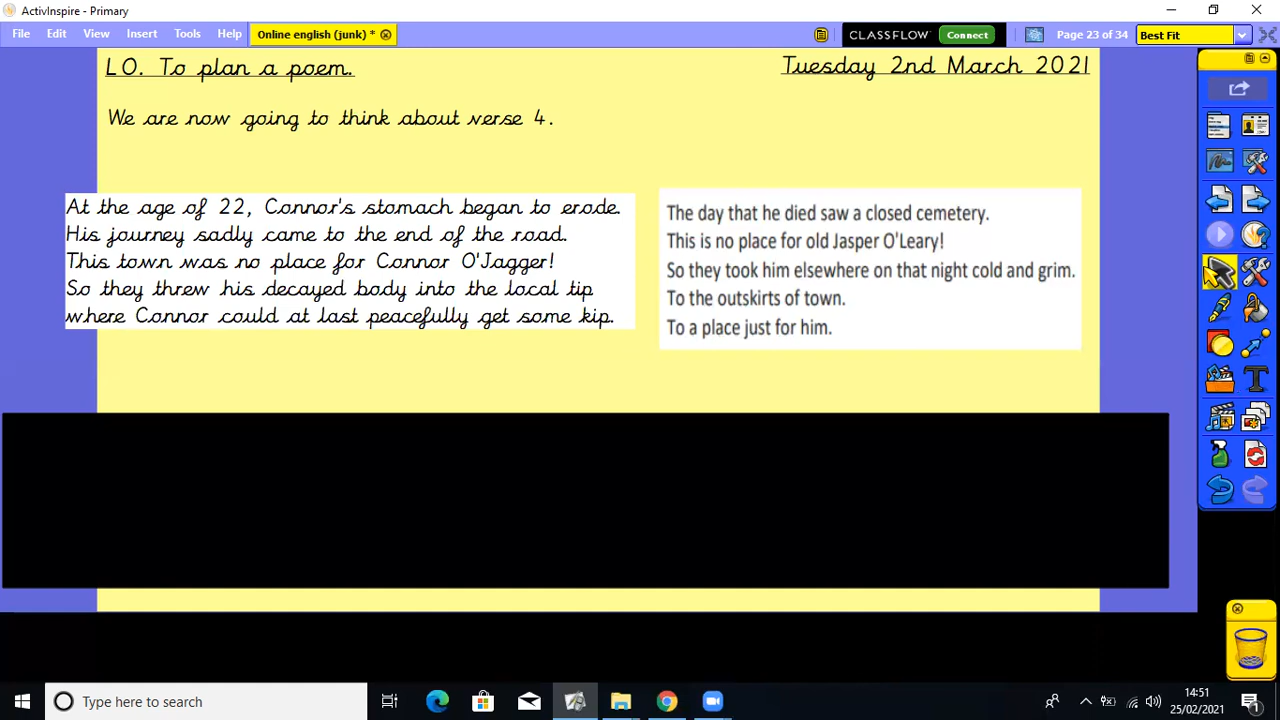 ActivInspire - Primary
File Edit View Insert Tools Help Online english (junk) * CLASSFLOW Connect Page 23 of 34 Best Fit
LO. To plan a poem. Tuesday 2nd March 2021
We are now going to think about verse 4.
At the age of 22, Connor's stomach began to erode.
His journey sadly came to the end of the road.
This town was no place for Connor O'Jagger!
So they threw his decayed body into the local tip
where Connor could at last peacefully get some kip.
The day that he died saw a closed cemetery.
This is no place for old Jasper O'Leary!
So they took him elsewhere on that night cold and grim.
To the outskirts of town.
To a place just for him.
Type here to search
14:51
25/02/2021
1